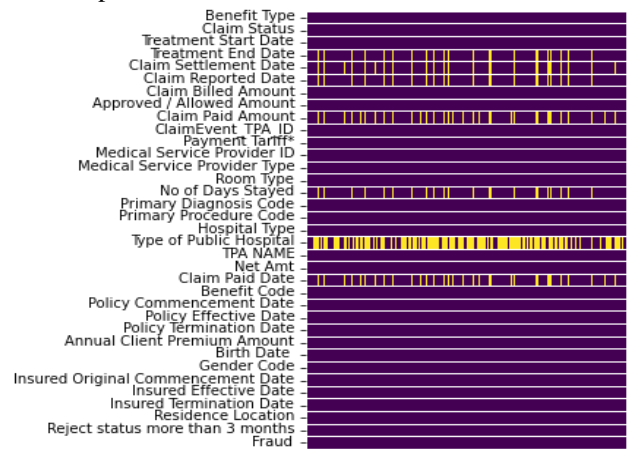 Benefit Type
Claim Status
Treatment Start Date
Treatment End Date
Claim Settlement Date
Claim Reported Date
Claim Billed Amount
Approved / Allowed Amount
Claim Paid Amount
ClaimEvent_TPA_ID
Payment Tariff*
Medical Service Provider ID
Medical Service Provider Type
Room Type
No of Days Stayed
Primary Diagnosis Code
Primary Procedure Code
Hospital Type
Type of Public Hospital
TPA NAME
Net Amt
Claim Paid Date
Benefit Code
Policy Commencement Date
Policy Effective Date
Policy Termination Date
Annual Client Premium Amount
Birth Date
Gender Code
Insured Original Commencement Date
Insured Effective Date
Insured Termination Date
Residence Location
Reject status more than 3 months
Fraud